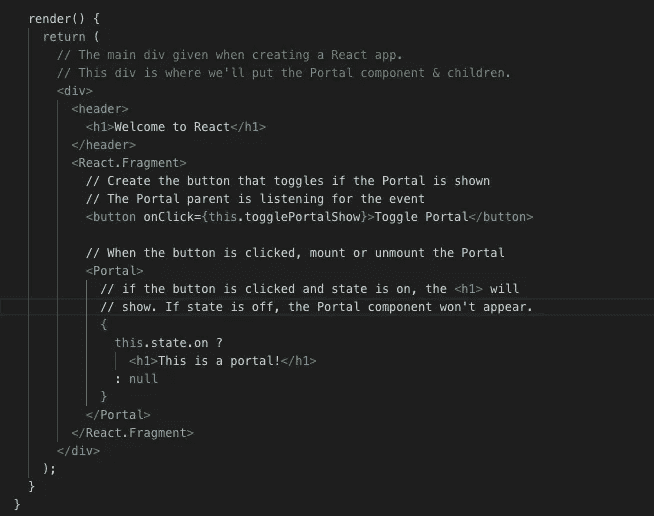 render() {
return (
// The main div given when creating a React app.
// This div is where we'll put the Portal component & children.
<div>
<header>
<h1>Welcome to React</h1>
</header>
<React.Fragment>
// Create the button that toggles if the Portal is shown
// The Portal parent is listening for the event
<button onClick={this.togglePortalShow}>Toggle Portal</button>
// When the button is clicked, mount or unmount the Portal
<Portal>
// if the button is clicked and state is on, the <h1> will
// show. If state is off, the Portal component won't appear.
{
this.state.on ?
<h1>This is a portal!</h1>
: null
}
</Portal>
</React.Fragment>
</div>
);
}
}